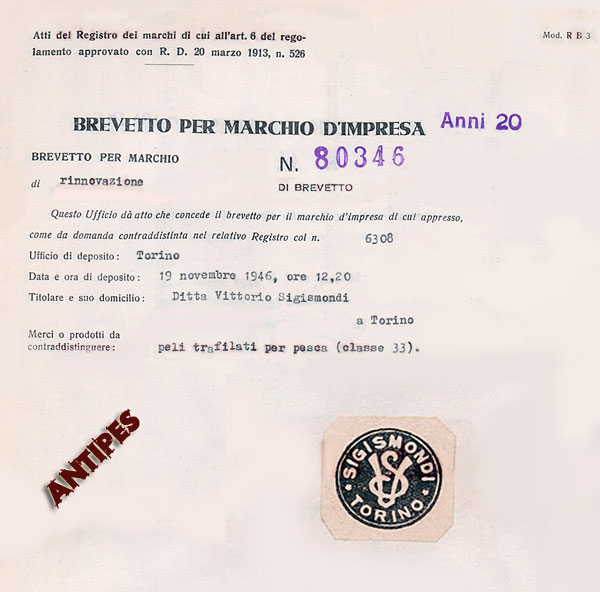 Atti del Registro dei marchi di cui all'art. 6 del rego-
lamento approvato con R. D. 20 marzo 1913, n. 526
Mod. R B 3
BREVETTO PER MARCHIO D'IMPRESA Anni 20
BREVETTO PER MARCHIO
N. 80346
di rinnovazione
DI BREVETTO
Questo Ufficio dà atto che concede il brevetto per il marchio d'impresa di cui appresso,
come da domanda contraddistinta nel relativo Registro col n. 6308
Ufficio di deposito: Torino
Data e ora di deposito: 19 novembre 1946, ore 12,20
Titolare e suo domicilio: Ditta Vittorio Sigismondi
a Torino
Merci o prodotti da
contraddistinguere: peli trafilati per pesca (classe 33).
ANTIPES
SIGISMONDI
VS
TORINO